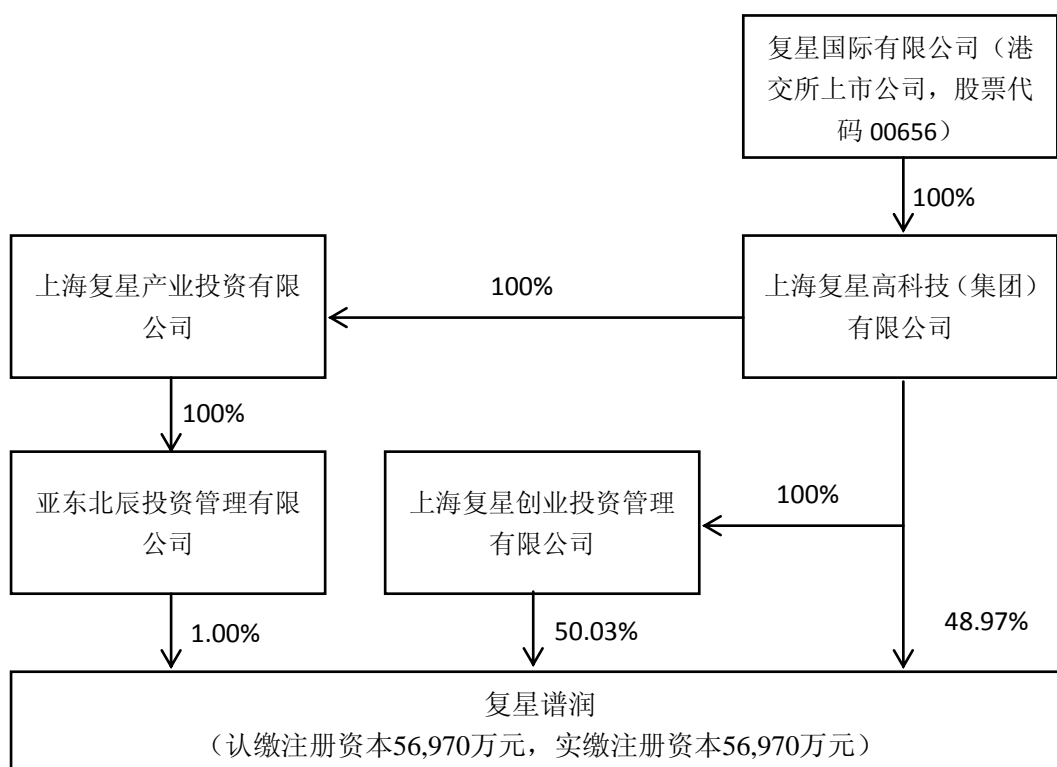 复星国际有限公司（港
交所上市公司，股票代
码 00656）
100%
上海复星产业投资有限
公司
100%
上海复星高科技（集团）
有限公司
100%
亚东北辰投资管理有限
公司
上海复星创业投资管理
有限公司
100%
1.00%
50.03%
48.97%
复星谱润
（认缴注册资本56,970万元，实缴注册资本56,970万元）